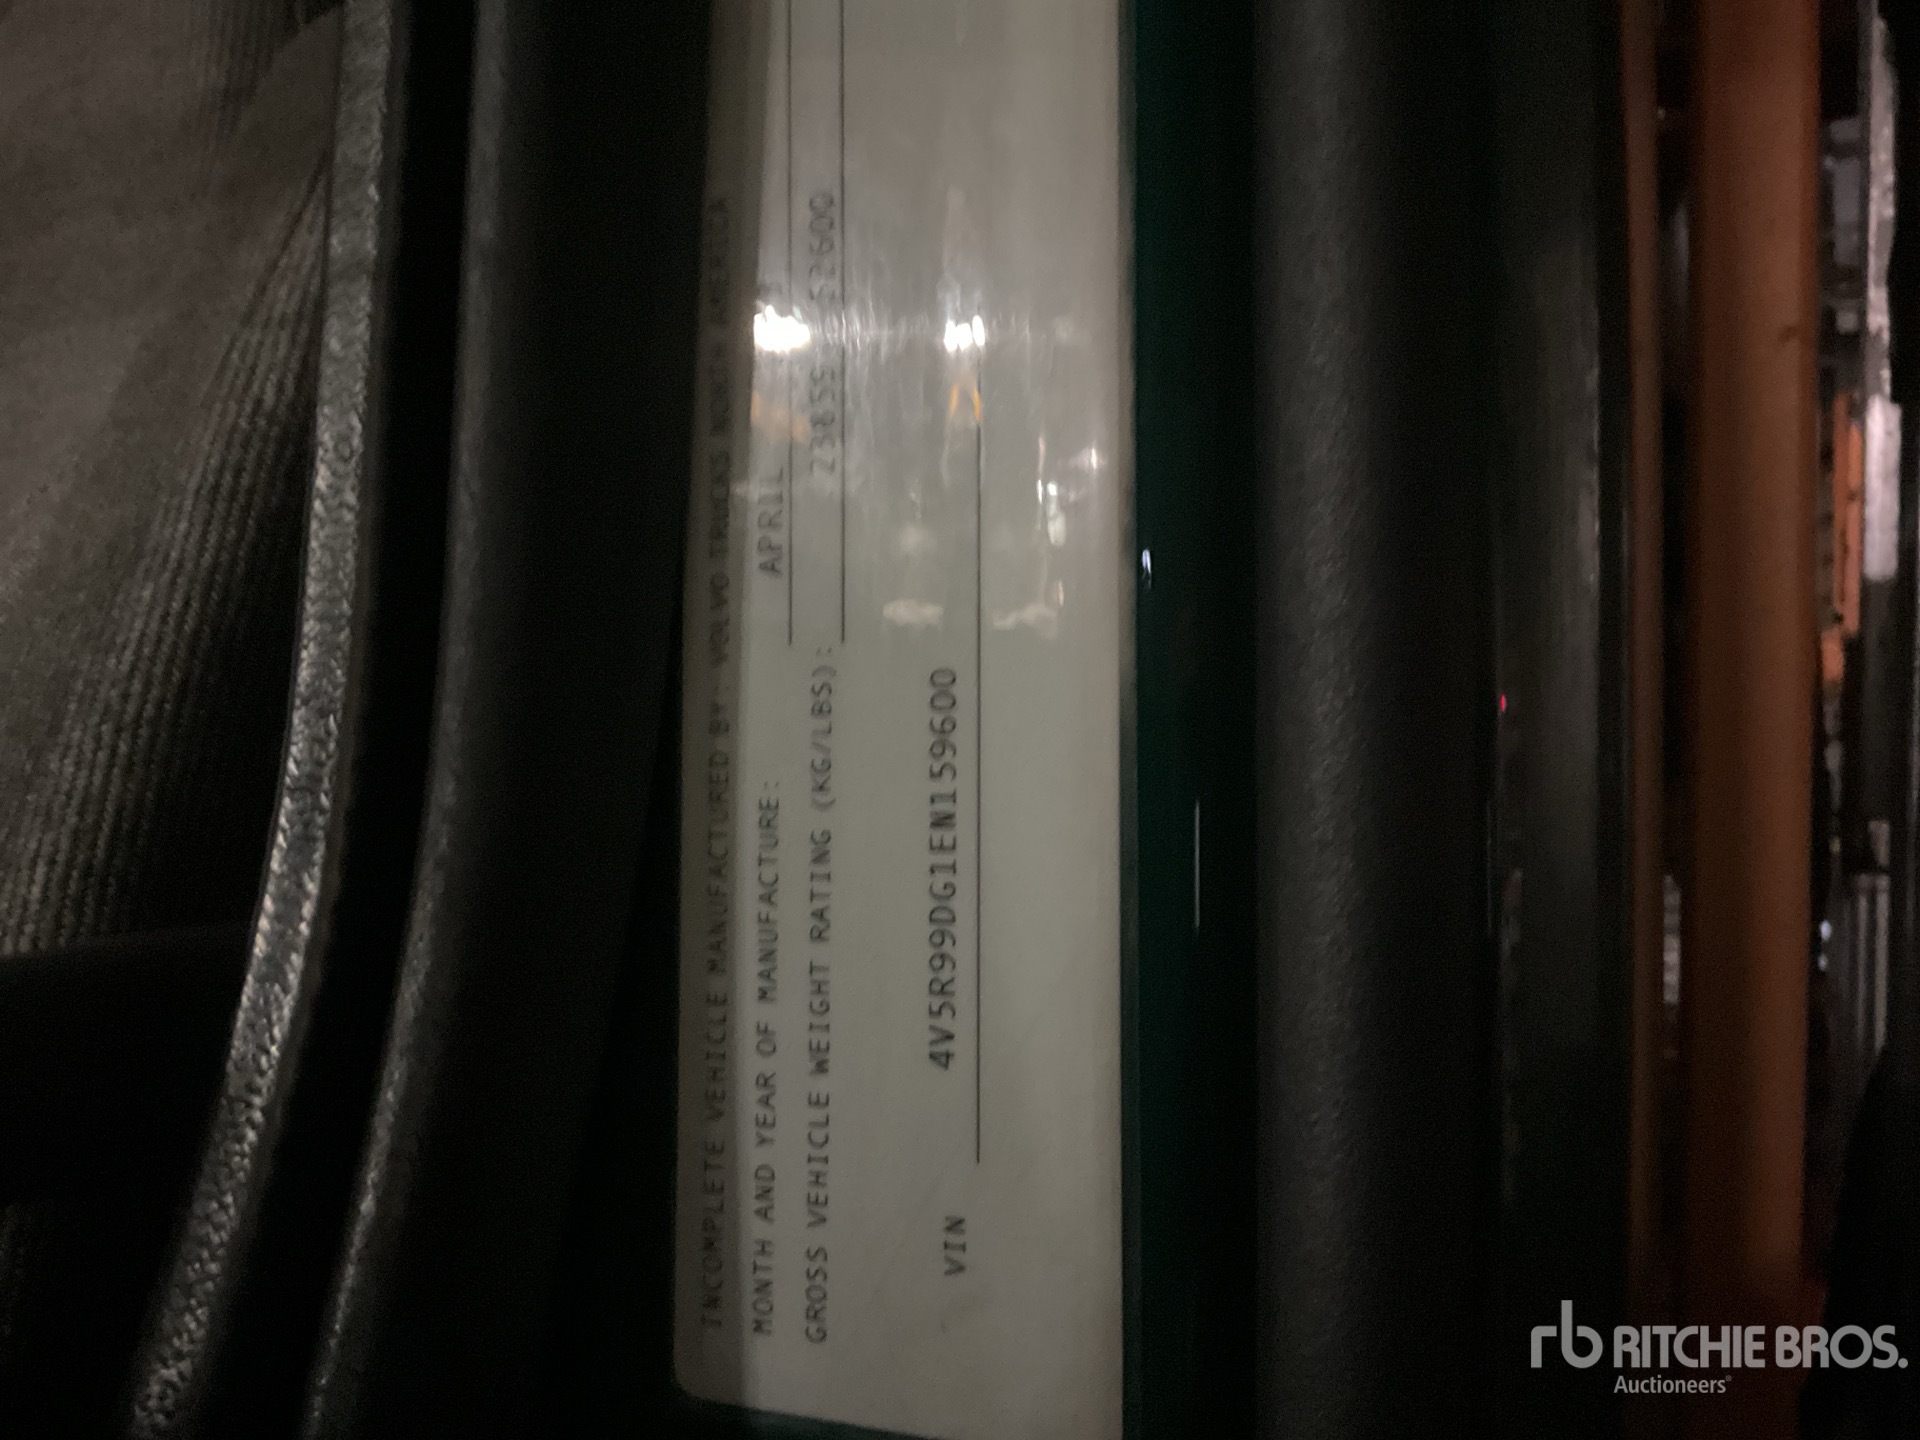 INCOMPLETE VEHICLE MANUFACTURED BY: VOLVO TRUCKS NORTH AMERICA
MONTH AND YEAR OF MANUFACTURE: APRIL
GROSS VEHICLE WEIGHT RATING (KG/LBS): 23855 52600
VIN 4V5R99DG1EN159600
rb RITCHIE BROS.
Auctioneers®